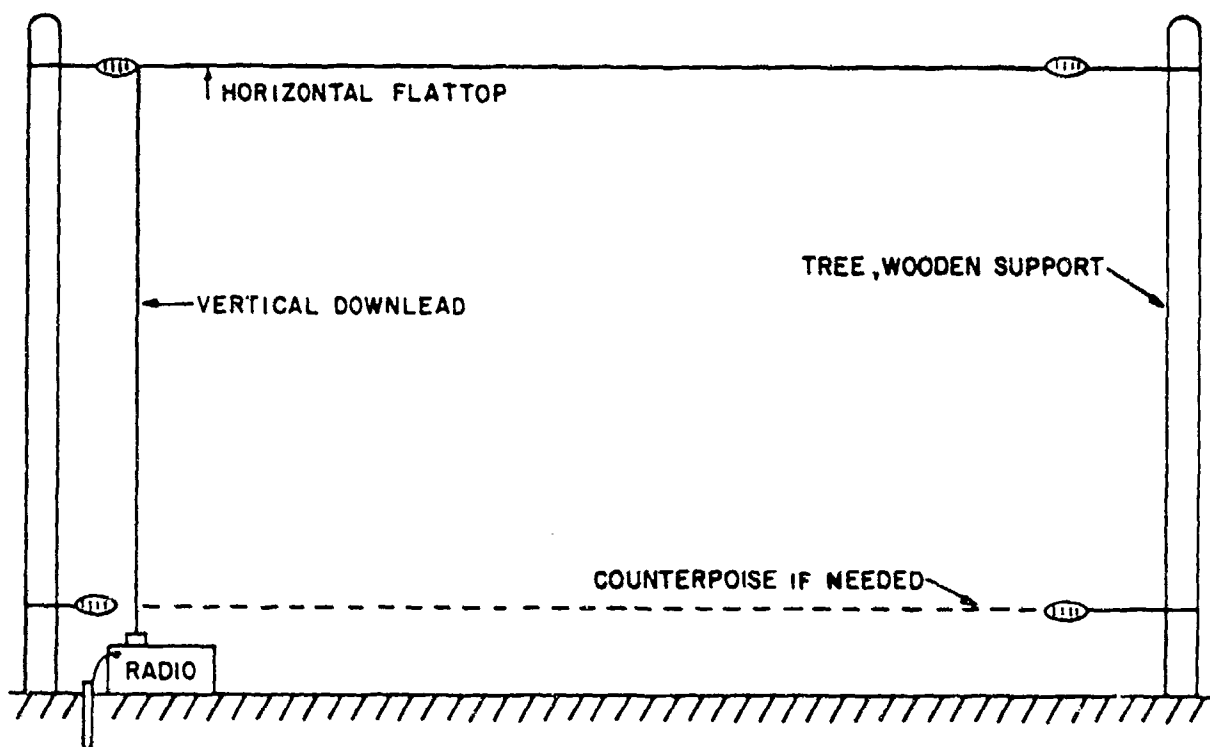 HORIZONTAL FLATTOP
TREE, WOODEN SUPPORT
VERTICAL DOWNLEAD
COUNTERPOISE IF NEEDED
RADIO